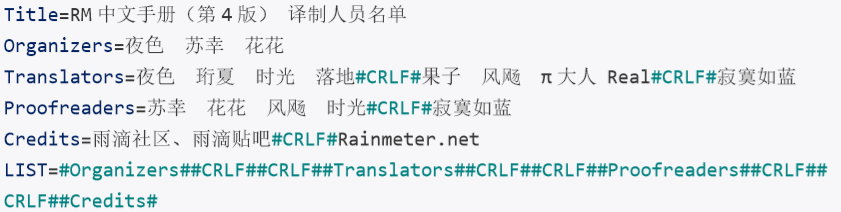 Title=RM 中文手册（第 4 版） 译制人员名单
Organizers=夜色　苏幸　花花
Translators=夜色　珩夏　时光　落地#CRLF#果子　风飏　π大人 Real#CRLF#寂寞如蓝
Proofreaders=苏幸　花花　风飏　时光#CRLF#寂寞如蓝
Credits=雨滴社区、雨滴贴吧#CRLF#Rainmeter.net
LIST=#Organizers##CRLF##CRLF##Translators##CRLF##CRLF##Proofreaders##CRLF##
CRLF##Credits#